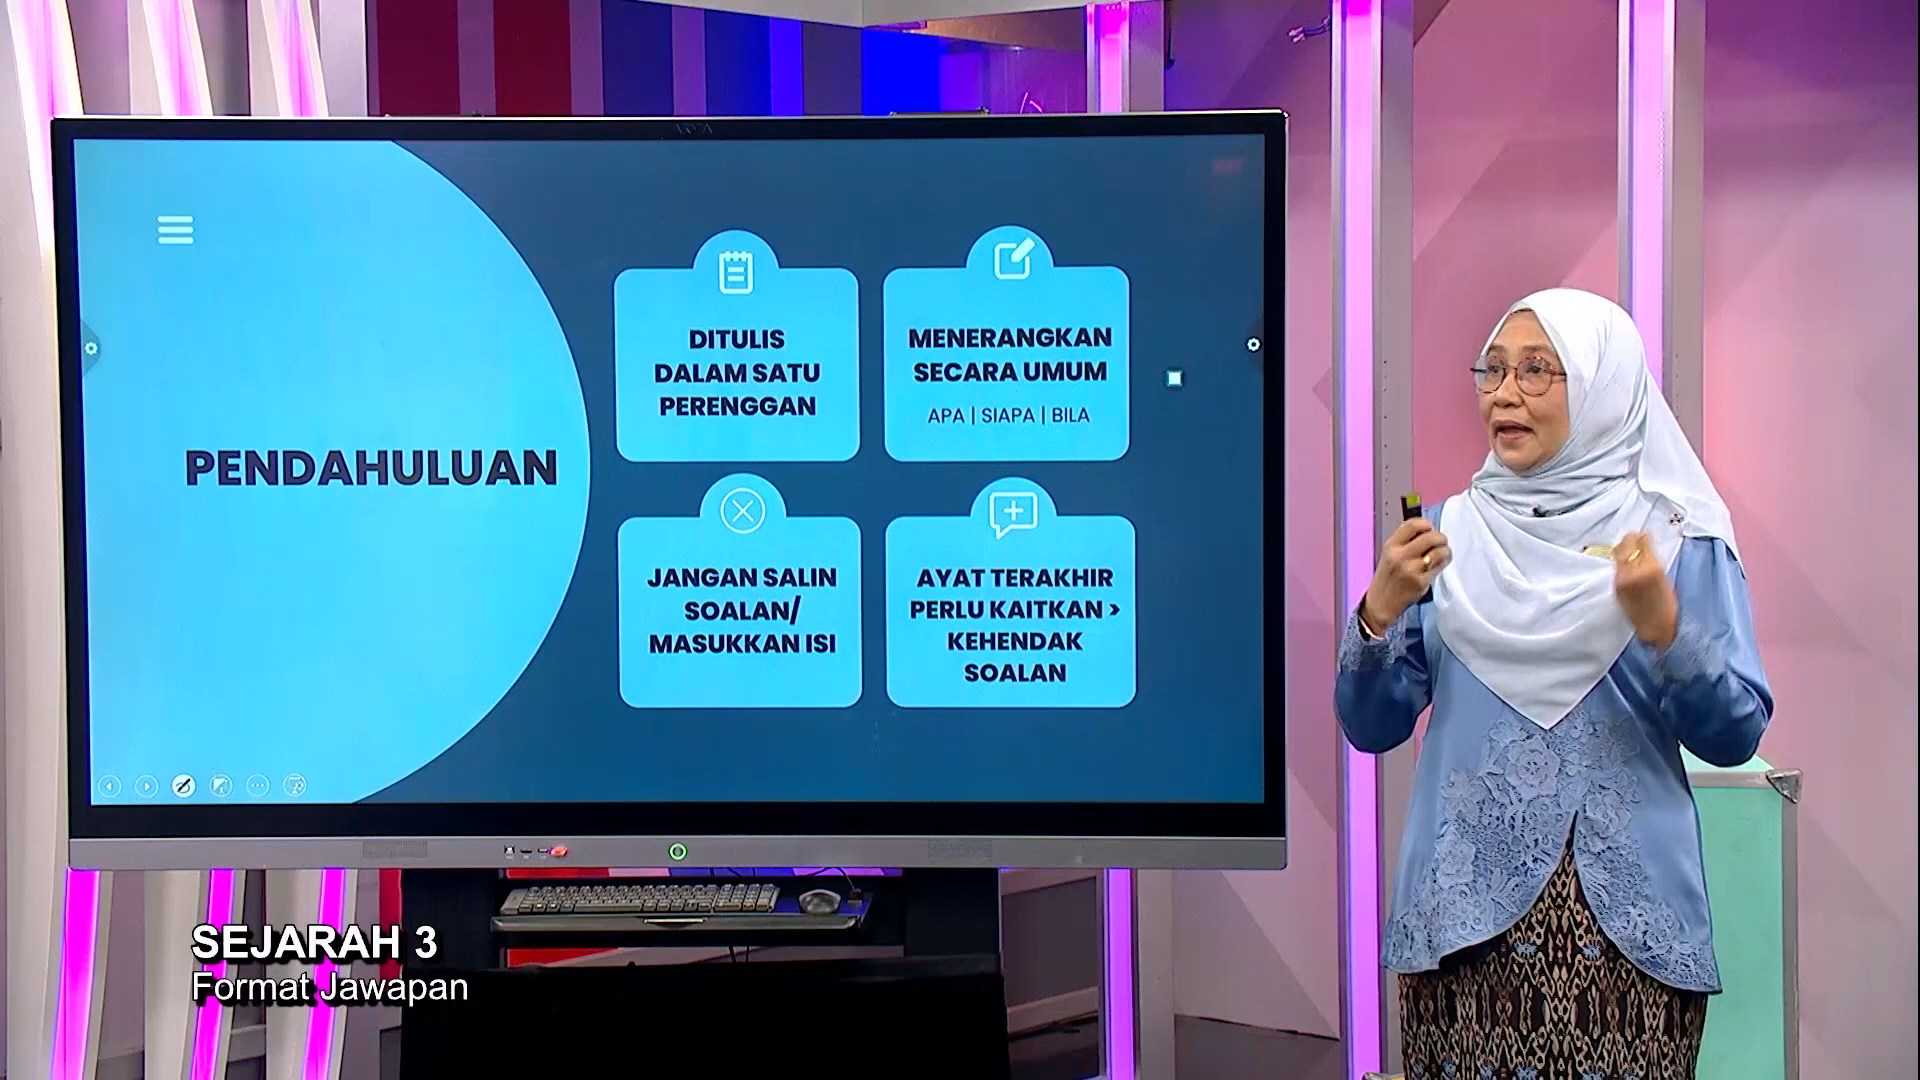 PENDAHULUAN
DITULIS
DALAM SATU
PERENGGAN
MENERANGKAN
SECARA UMUM
APA | SIAPA | BILA
JANGAN SALIN
SOALAN/
MASUKKAN ISI
AYAT TERAKHIR
PERLU KAITKAN >
KEHENDAK
SOALAN
SEJARAH 3
Format Jawapan